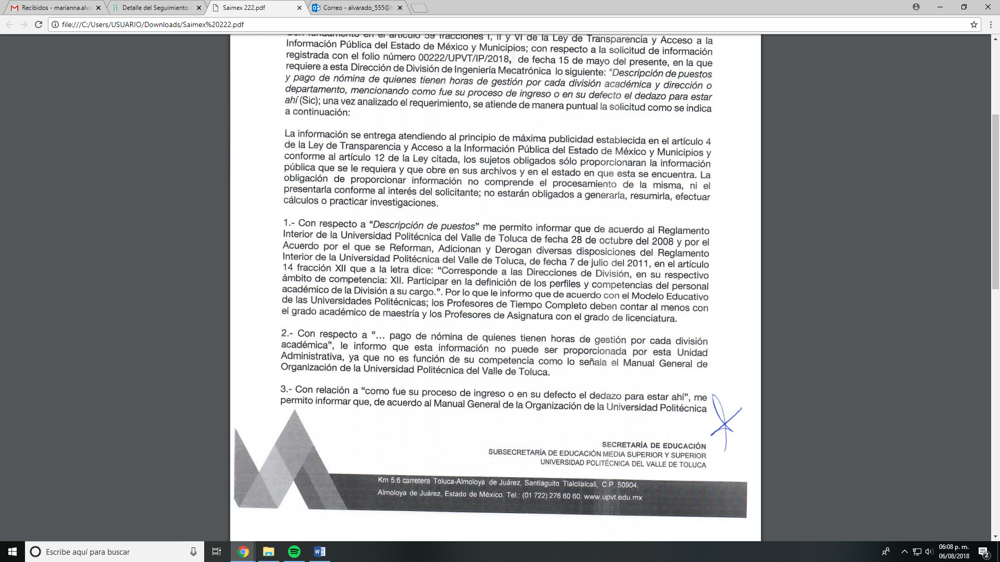 Recibidos - marianna.alva
Detalle del Seguimiento d
Saimex 222.pdf
Correo - alvarado_555@h
file:///C:/Users/USUARIO/Downloads/Saimex%20222.pdf
Con fundamento en el artículo 59 fracciones I, II y VI de la Ley de Transparencia y Acceso a la
Información Pública del Estado de México y Municipios; con respecto a la solicitud de información
registrada con el folio número 00222/UPVT/IP/2018, de fecha 15 de mayo del presente, en la que
requiere a esta Dirección de División de Ingeniería Mecatrónica lo siguiente: "Descripción de puestos
y pago de nómina de quienes tienen horas de gestión por cada división académica y dirección o
departamento, mencionando como fue su proceso de ingreso o en su defecto el dedazo para estar
ahí (Sic); una vez analizado el requerimiento, se atiende de manera puntual la solicitud como se indica
a continuación:
La información se entrega atendiendo al principio de máxima publicidad establecida en el artículo 4
de la Ley de Transparencia y Acceso a la Información Pública del Estado de México y Municipios y
conforme al artículo 12 de la Ley citada, los sujetos obligados sólo proporcionaran la información
pública que se le requiera y que obre en sus archivos y en el estado en que esta se encuentra. La
obligación de proporcionar información no comprende el procesamiento de la misma, ni el
presentarla conforme al interés del solicitante; no estarán obligados a generarla, resumirla, efectuar
cálculos o practicar investigaciones.
1.- Con respecto a “Descripción de puestos” me permito informar que de acuerdo al Reglamento
Interior de la Universidad Politécnica del Valle de Toluca de fecha 28 de octubre del 2008 y por el
Acuerdo por el que se Reforman, Adicionan y Derogan diversas disposiciones del Reglamento
Interior de la Universidad Politécnica del Valle de Toluca, de fecha 7 de julio del 2011, en el artículo
14 fracción XII que a la letra dice: “Corresponde a las Direcciones de División, en su respectivo
ámbito de competencia: XII. Participar en la definición de los perfiles y competencias del personal
académico de la División a su cargo.”. Por lo que le informo que de acuerdo con el Modelo Educativo
de las Universidades Politécnicas; los Profesores de Tiempo Completo deben contar al menos con
el grado académico de maestría y los Profesores de Asignatura con el grado de licenciatura.
2.- Con respecto a “... pago de nómina de quienes tienen horas de gestión por cada división
académica”, le informo que esta información no puede ser proporcionada por esta Unidad
Administrativa, ya que no es función de su competencia como lo señala el Manual General de
Organización de la Universidad Politécnica del Valle de Toluca.
3.- Con relación a “como fue su proceso de ingreso o en su defecto el dedazo para estar ahí”, me
permito informar que, de acuerdo al Manual General de la Organización de la Universidad Politécnica
SECRETARÍA DE EDUCACIÓN
SUBSECRETARÍA DE EDUCACIÓN MEDIA SUPERIOR Y SUPERIOR
UNIVERSIDAD POLITÉCNICA DEL VALLE DE TOLUCA
Km 5.6 carretera Toluca-Almoloya de Juárez, Santiaguito Tlalcilalcali, C.P. 50904,
Almoloya de Juárez, Estado de México. Tel.: (01 722) 276 60 60. www.upvt.edu.mx
Escribe aquí para buscar
06:08 p. m.
06/08/2018
2